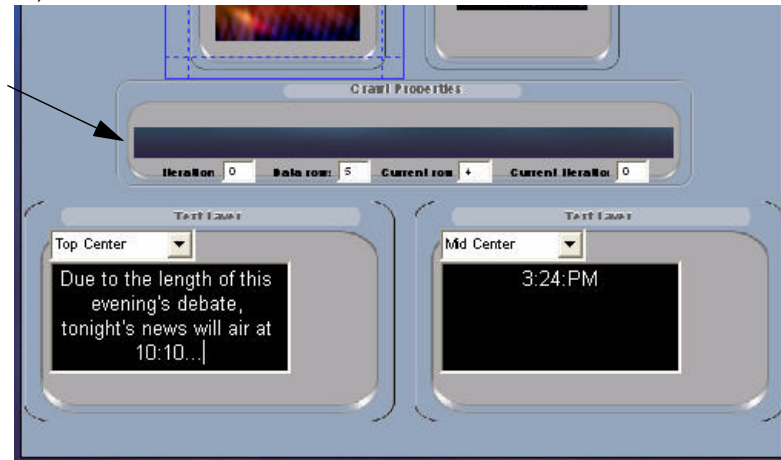 Crawl Properties
Iteration 0 Data row: 5 Current row 4 Current Iteration 0
Text Layer
Top Center
Due to the length of this
evening's debate,
tonight's news will air at
10:10...
Text Layer
Mid Center
3:24:PM